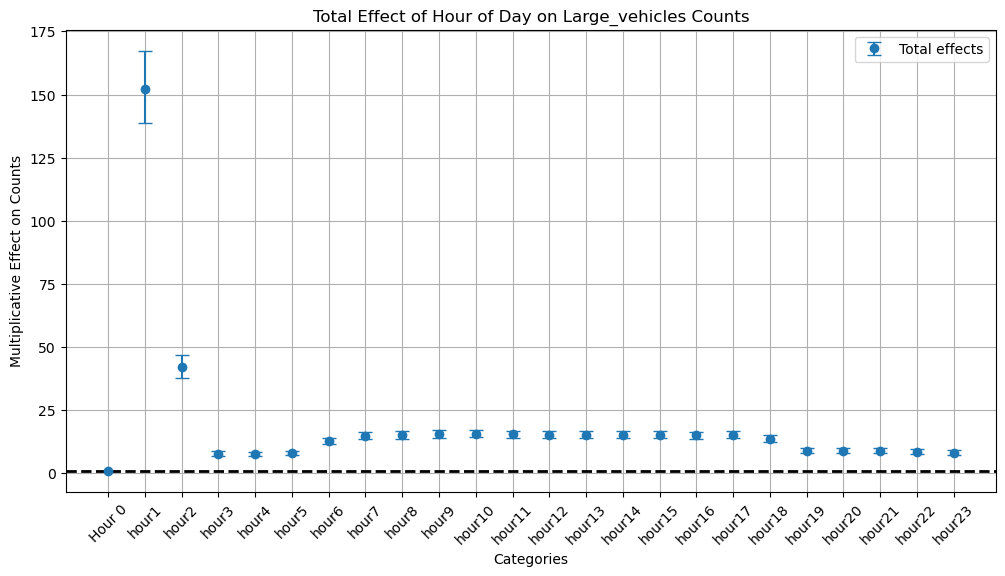 Total Effect of Hour of Day on Large_vehicles Counts
Total effects
Multiplicative Effect on Counts
175
150
125
100
75
50
25
0
Hour 0
hour1
hour2
hour3
hour4
hour5
hour6
hour7
hour8
hour9
hour10
hour11
hour12
hour13
hour14
hour15
hour16
hour17
hour18
hour19
hour20
hour21
hour22
hour23
Categories